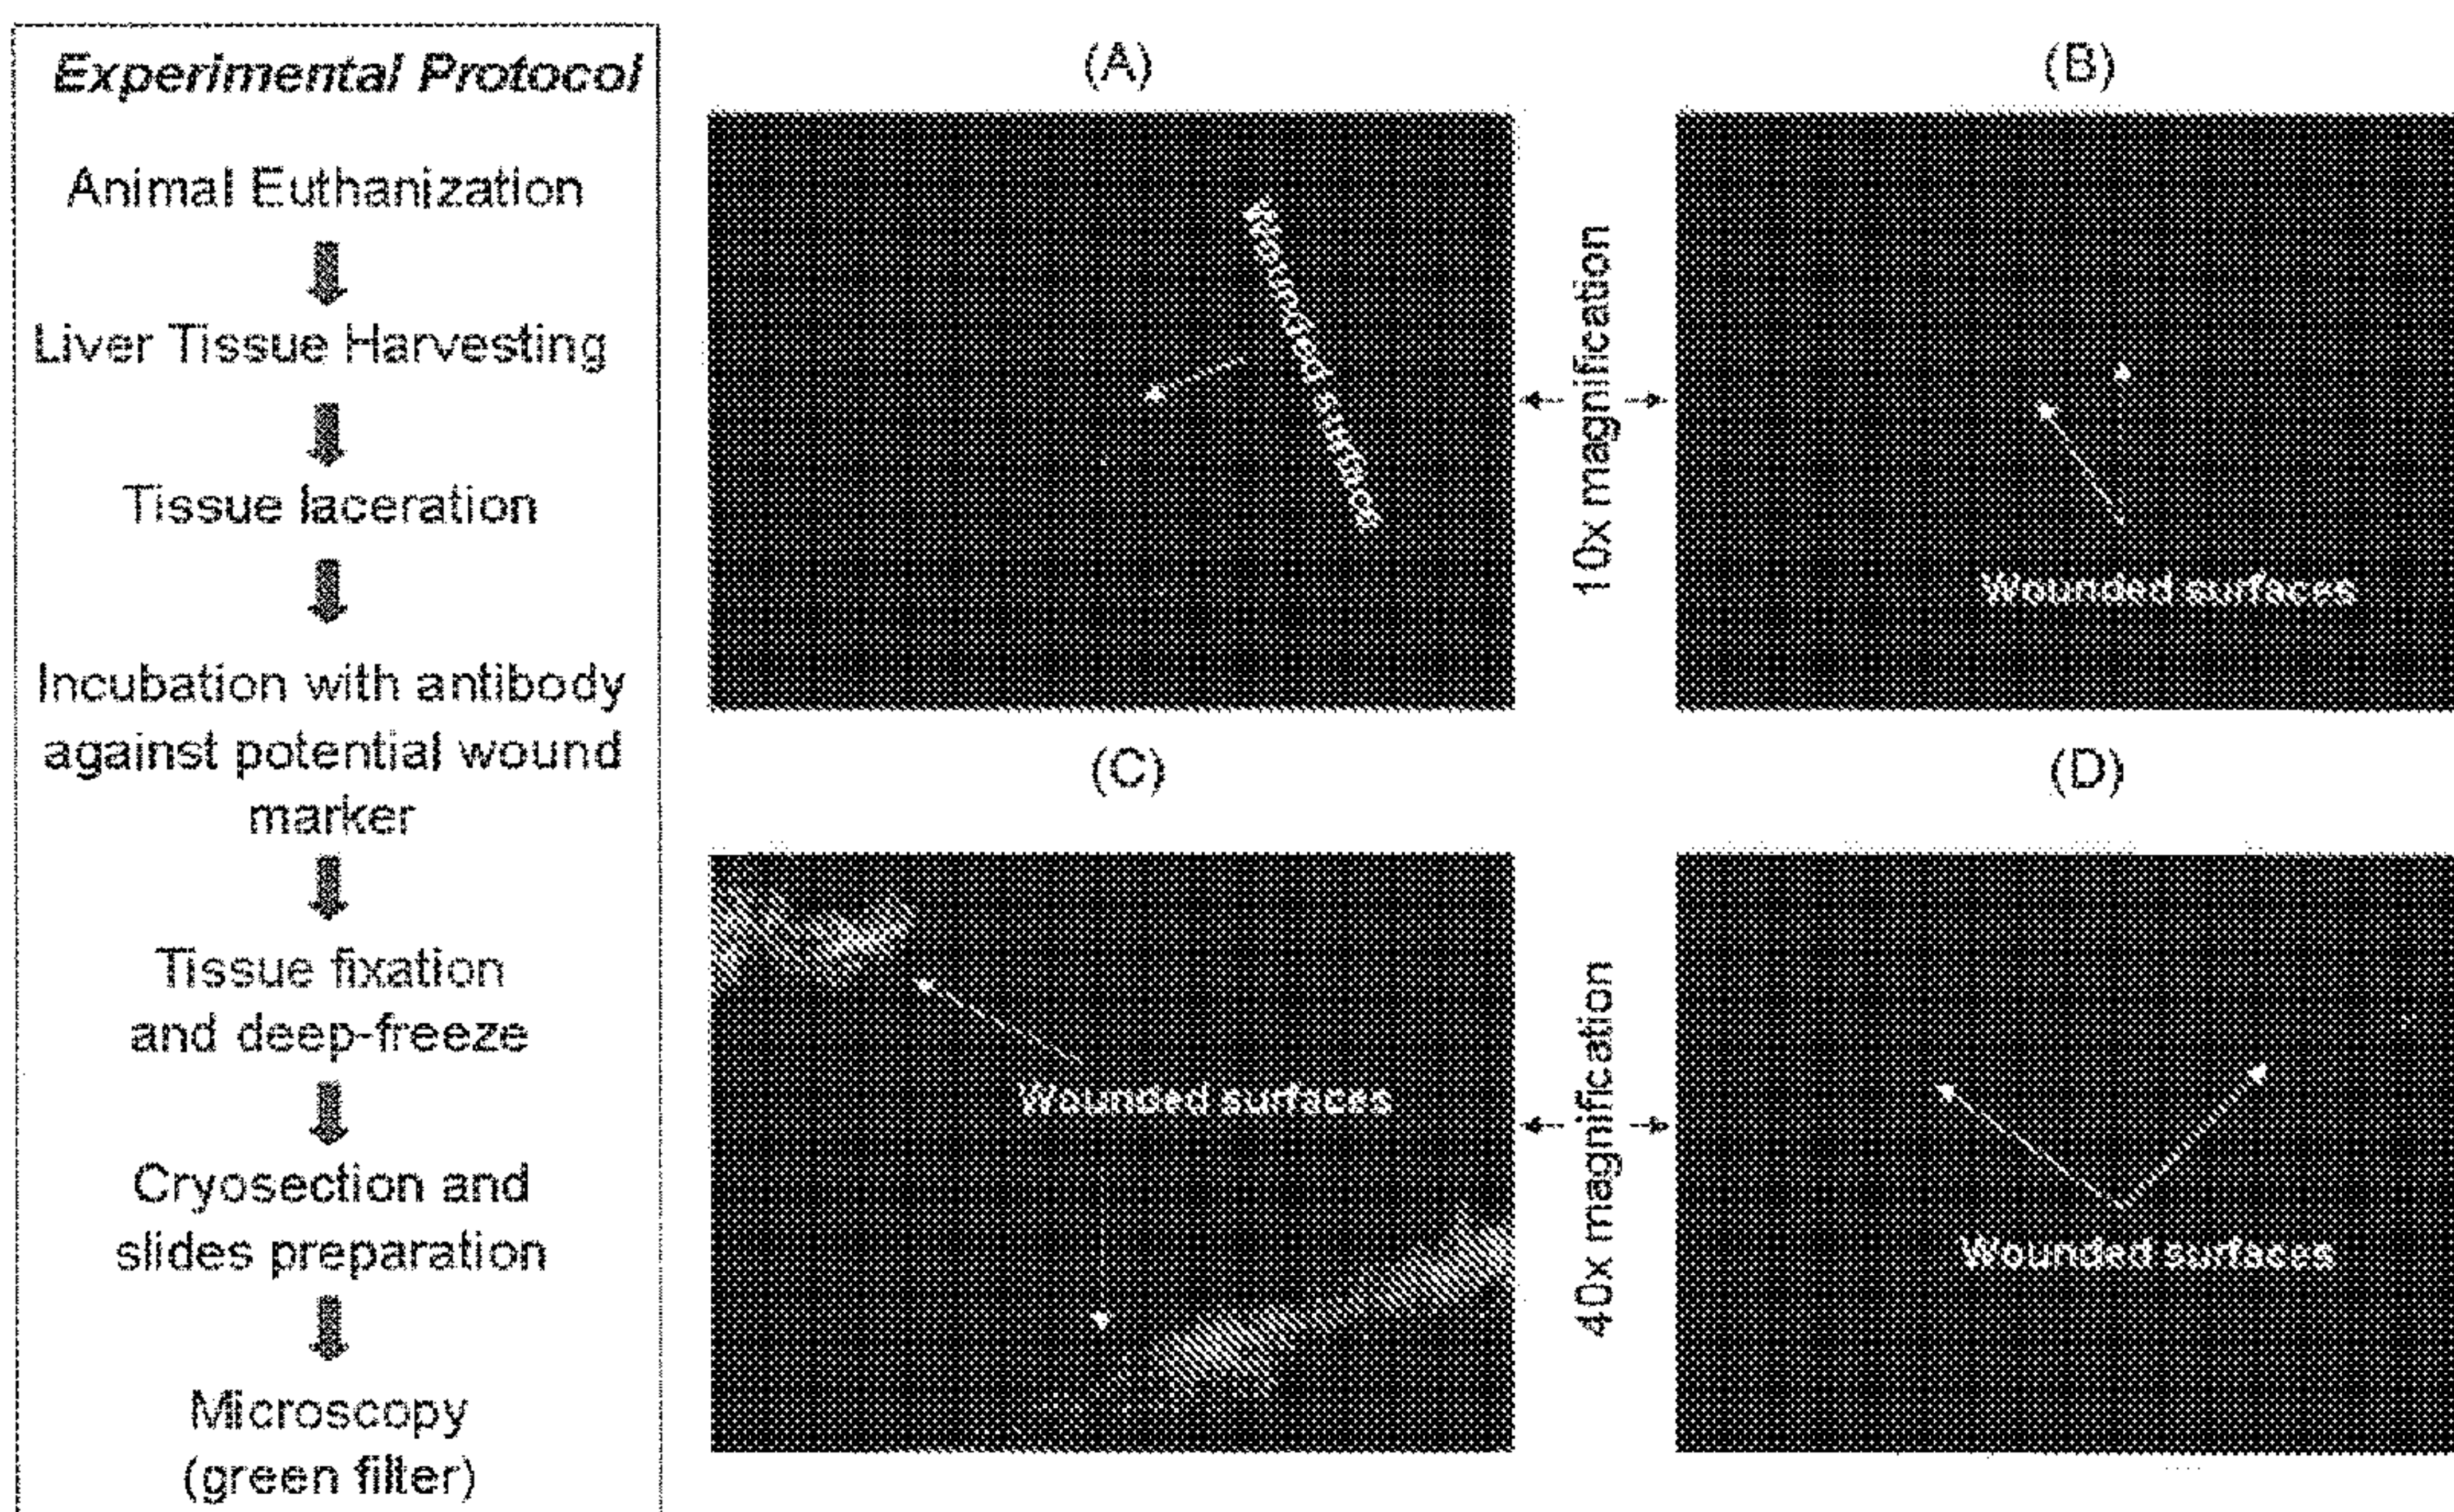 Experimental Protocol
Animal Euthanization
Liver Tissue Harvesting
Tissue laceration
Incubation with antibody
against potential wound
marker
Tissue fixation
and deep-freeze
Cryosection and
slides preparation
Microscopy
(green filter)
(A)
Wounded surface
10x magnification
(B)
Wounded surfaces
(C)
Wounded surfaces
40x magnification
(D)
Wounded surfaces